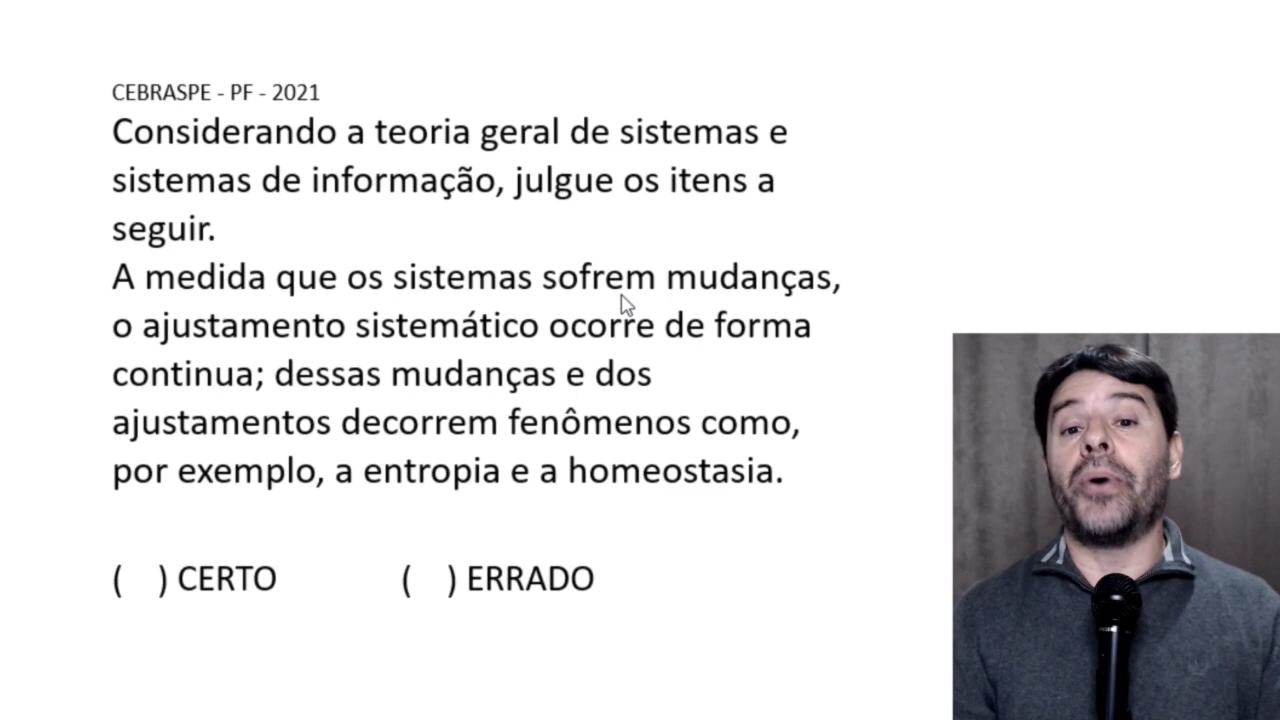 CEBRASPE - PF - 2021
Considerando a teoria geral de sistemas e
sistemas de informação, julgue os itens a
seguir.
A medida que os sistemas sofrem mudanças,
o ajustamento sistemático ocorre de forma
continua; dessas mudanças e dos
ajustamentos decorrem fenômenos como,
por exemplo, a entropia e a homeostasia.
( ) CERTO ( ) ERRADO